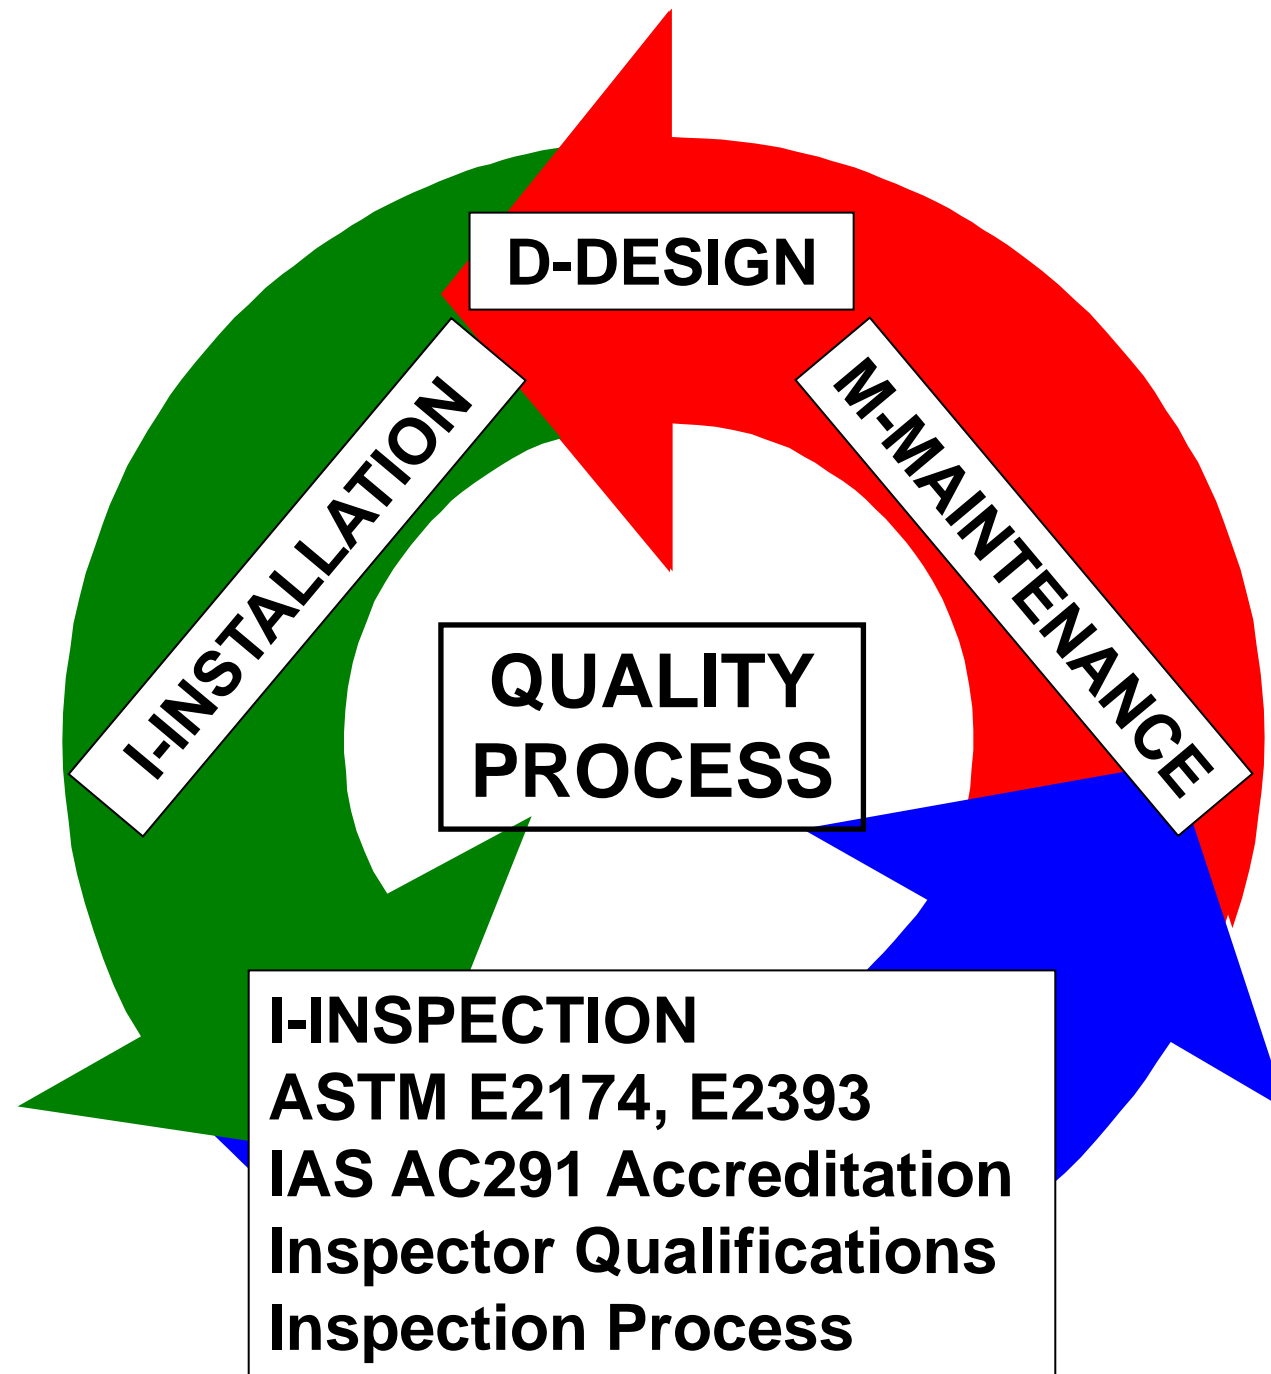 D-DESIGN
I-INSTALLATION
M-MAINTENANCE
QUALITY
PROCESS
I-INSPECTION
ASTM E2174, E2393
IAS AC291 Accreditation
Inspector Qualifications
Inspection Process